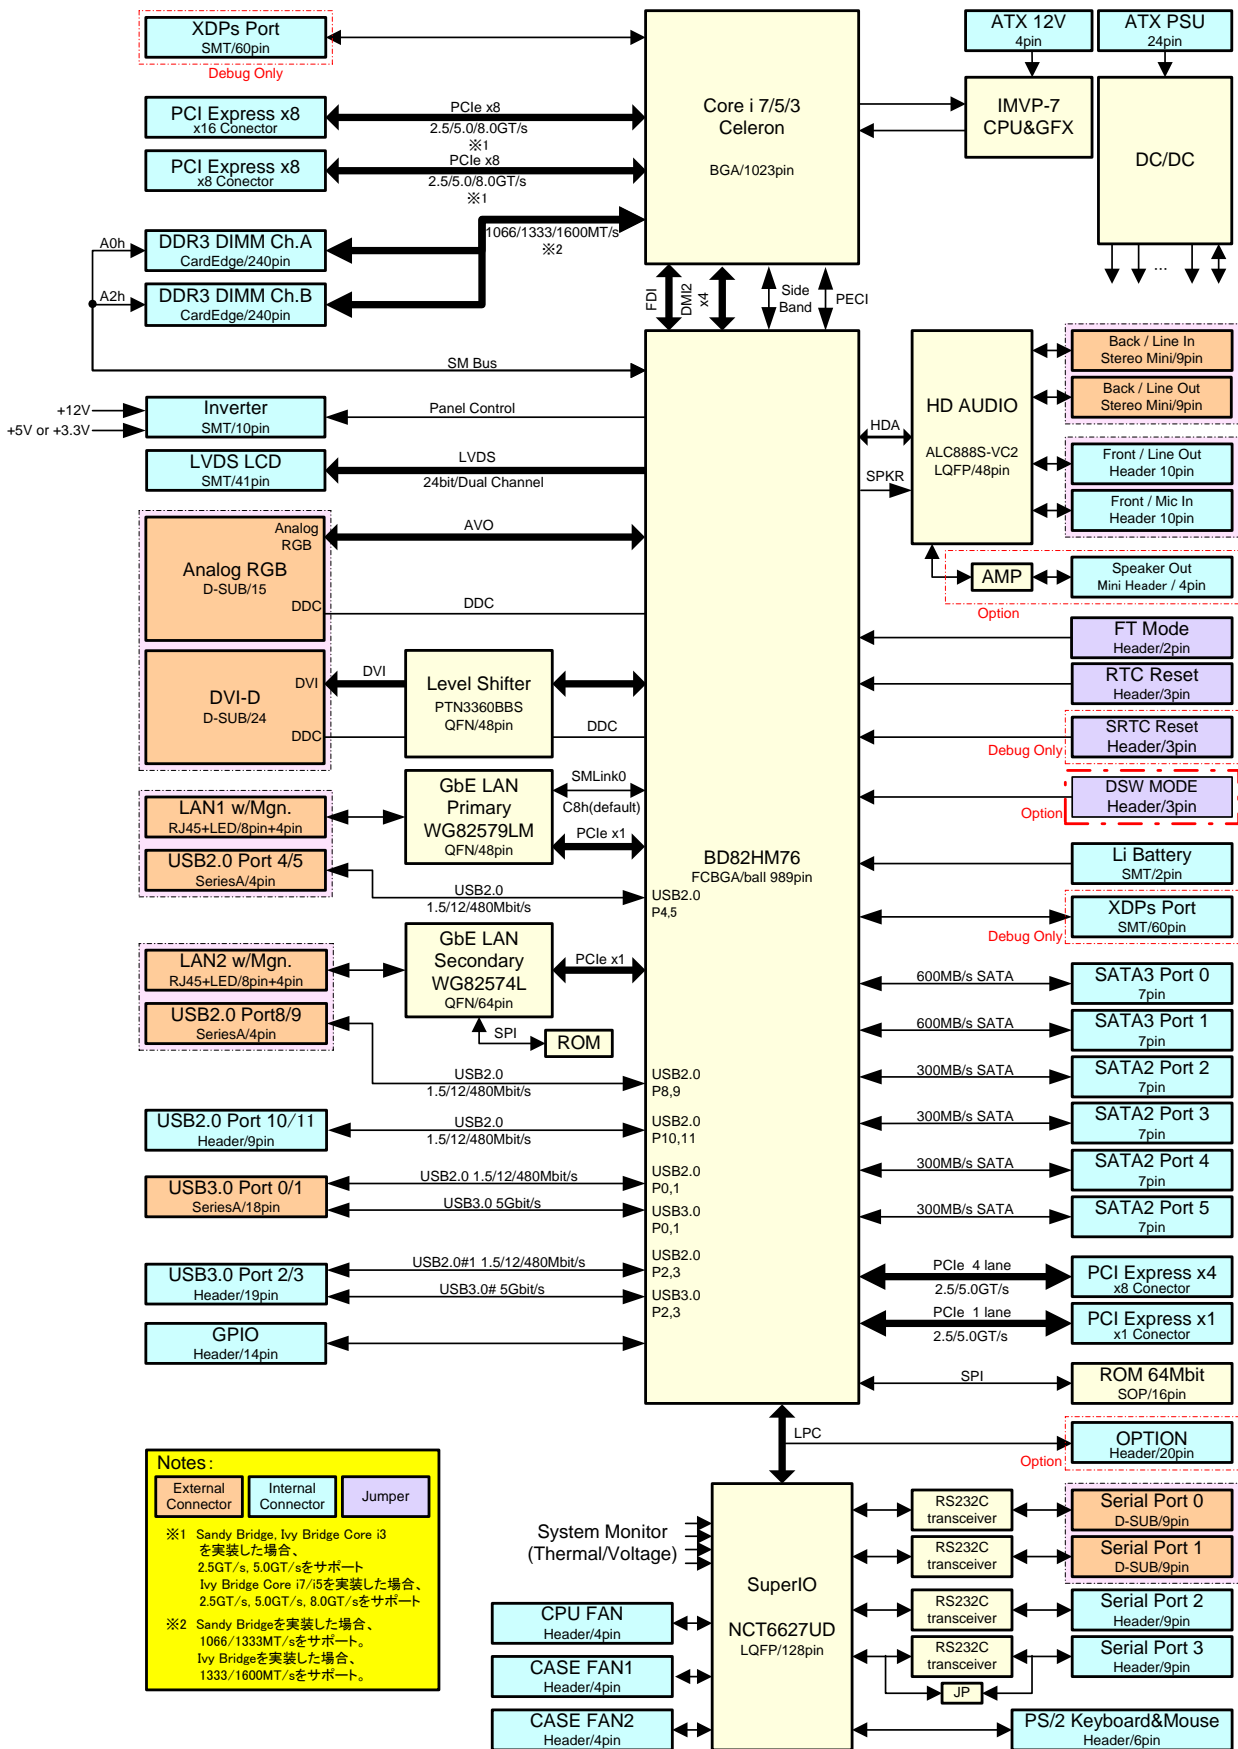 XDPs Port
SMT/60pin
Debug Only
PCI Express x8
x16 Conector
PCIe x8
2.5/5.0/8.0GT/s
※1
PCI Express x8
x8 Conector
PCIe x8
2.5/5.0/8.0GT/s
※1
A0h
DDR3 DIMM Ch.A
CardEdge/240pin
1066/1333/1600MT/s
※2
A2h
DDR3 DIMM Ch.B
CardEdge/240pin
SM Bus
Core i 7/5/3
Celeron
BGA/1023pin
ATX 12V
4pin
ATX PSU
24pin
IMVP-7
CPU&GFX
DC/DC
...
FDI
DMI2
x4
Side
Band
PECI
+12V
+5V or +3.3V
Inverter
SMT/10pin
Panel Control
LVDS LCD
SMT/41pin
LVDS
24bit/Dual Channel
Analog
RGB
Analog RGB
D-SUB/15
DDC
AVO
DDC
DVI-D
D-SUB/24
DVI
DDC
DVI
Level Shifter
PTN3360BBS
QFN/48pin
DDC
GbE LAN
Primary
WG82579LM
QFN/48pin
SMLink0
C8h(default)
PCIe x1
LAN1 w/Mgn.
RJ45+LED/8pin+4pin
USB2.0 Port 4/5
SeriesA/4pin
USB2.0
1.5/12/480Mbit/s
USB2.0
P4,5
BD82HM76
FCBGA/ball 989pin
GbE LAN
Secondary
WG82574L
QFN/64pin
PCIe x1
SPI
ROM
LAN2 w/Mgn.
RJ45+LED/8pin+4pin
USB2.0 Port8/9
SeriesA/4pin
USB2.0
1.5/12/480Mbit/s
USB2.0
P8,9
USB2.0 Port 10/11
Header/9pin
USB2.0
1.5/12/480Mbit/s
USB2.0
P10,11
USB3.0 Port 0/1
SeriesA/18pin
USB2.0 1.5/12/480Mbit/s
USB3.0 5Gbit/s
USB2.0
P0,1
USB3.0
P0,1
USB3.0 Port 2/3
Header/19pin
USB2.0#1 1.5/12/480Mbit/s
USB3.0# 5Gbit/s
USB2.0
P2,3
USB3.0
P2,3
GPIO
Header/14pin
HDA
SPKR
HD AUDIO
ALC888S-VC2
LQFP/48pin
Back / Line In
Stereo Mini/9pin
Back / Line Out
Stereo Mini/9pin
Front / Line Out
Header 10pin
Front / Mic In
Header 10pin
AMP
Speaker Out
Mini Header / 4pin
Option
FT Mode
Header/2pin
RTC Reset
Header/3pin
SRTC Reset
Header/3pin
Debug Only
DSW MODE
Header/3pin
Option
Li Battery
SMT/2pin
XDPs Port
SMT/60pin
Debug Only
600MB/s SATA
SATA3 Port 0
7pin
600MB/s SATA
SATA3 Port 1
7pin
300MB/s SATA
SATA2 Port 2
7pin
300MB/s SATA
SATA2 Port 3
7pin
300MB/s SATA
SATA2 Port 4
7pin
300MB/s SATA
SATA2 Port 5
7pin
PCIe 4 lane
2.5/5.0GT/s
PCI Express x4
x8 Conector
PCIe 1 lane
2.5/5.0GT/s
PCI Express x1
x1 Conector
SPI
ROM 64Mbit
SOP/16pin
LPC
OPTION
Header/20pin
Option
Notes:
External
Connector
Internal
Connector
Jumper
※1 Sandy Bridge, Ivy Bridge Core i3
を実装した場合、
2.5GT/s, 5.0GT/sをサポート
Ivy Bridge Core i7/i5を実装した場合、
2.5GT/s, 5.0GT/s, 8.0GT/sをサポート
※2 Sandy Bridgeを実装した場合、
1066/1333MT/sをサポート。
Ivy Bridgeを実装した場合、
1333/1600MT/sをサポート。
System Monitor
(Thermal/Voltage)
CPU FAN
Header/4pin
CASE FAN1
Header/4pin
CASE FAN2
Header/4pin
SuperIO
NCT6627UD
LQFP/128pin
RS232C
transceiver
Serial Port 0
D-SUB/9pin
RS232C
transceiver
Serial Port 1
D-SUB/9pin
RS232C
transceiver
Serial Port 2
Header/9pin
RS232C
transceiver
Serial Port 3
Header/9pin
JP
PS/2 Keyboard&Mouse
Header/6pin